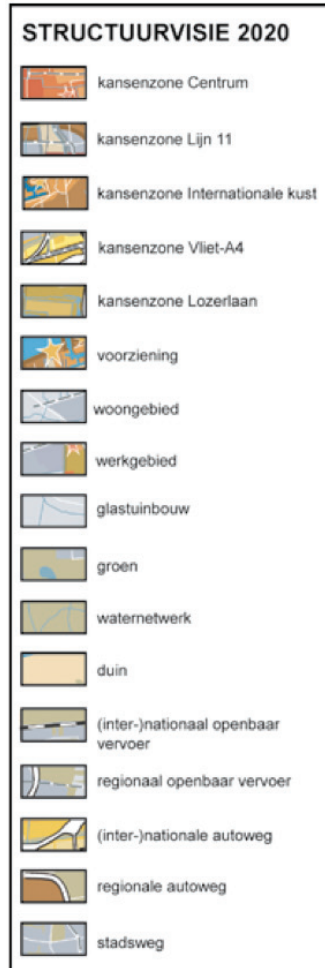 STRUCTUURVISIE 2020
kansenzone Centrum
kansenzone Lijn 11
kansenzone Internationale kust
kansenzone Vliet-A4
kansenzone Lozerlaan
voorziening
woongebied
werkgebied
glastuinbouw
groen
waternetwerk
duin
(inter-)nationaal openbaar
vervoer
regionaal openbaar vervoer
(inter-)nationale autoweg
regionale autoweg
stadsweg